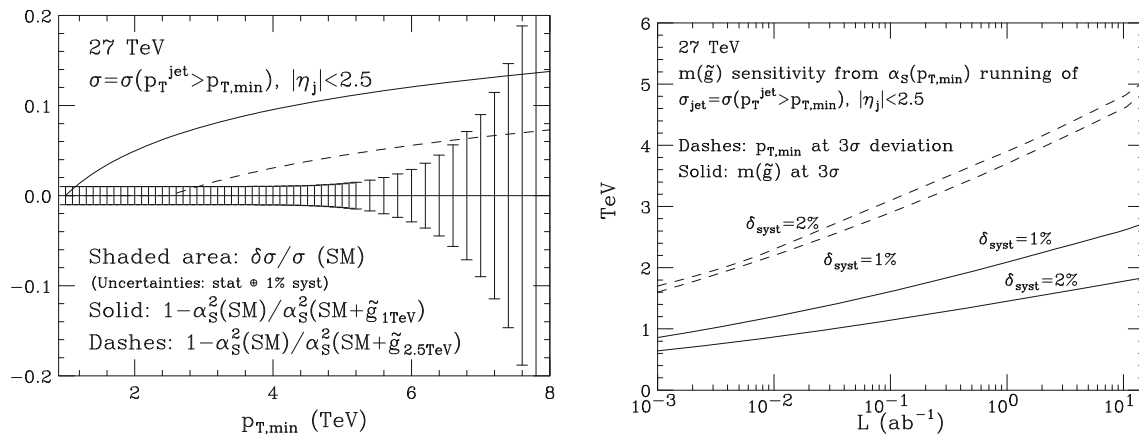 27 TeV
σ=σ(p_T^jet>p_T,min), |η_j|<2.5
0.1
0.0
−0.1
−0.2
Shaded area: δσ/σ (SM)
(Uncertainties: stat ⊕ 1% syst)
Solid: 1−α_S^2(SM)/α_S^2(SM+g̃_1TeV)
Dashes: 1−α_S^2(SM)/α_S^2(SM+g̃_2.5TeV)
2 4 6 8
p_T,min (TeV)
6
5
4
3
2
1
0
TeV
27 TeV
m(g̃) sensitivity from α_S(p_T,min) running of
σ_jet=σ(p_T^jet>p_T,min), |η_j|<2.5
Dashes: p_T,min at 3σ deviation
Solid: m(g̃) at 3σ
δ_syst=2%
δ_syst=1%
δ_syst=1%
δ_syst=2%
10^−3 10^−2 10^−1 10^0 10^1
L (ab^−1)